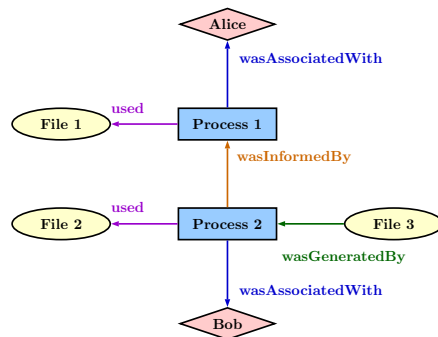 Alice
wasAssociatedWith
used
File 1
Process 1
wasInformedBy
used
File 2
Process 2
File 3
wasGeneratedBy
wasAssociatedWith
Bob